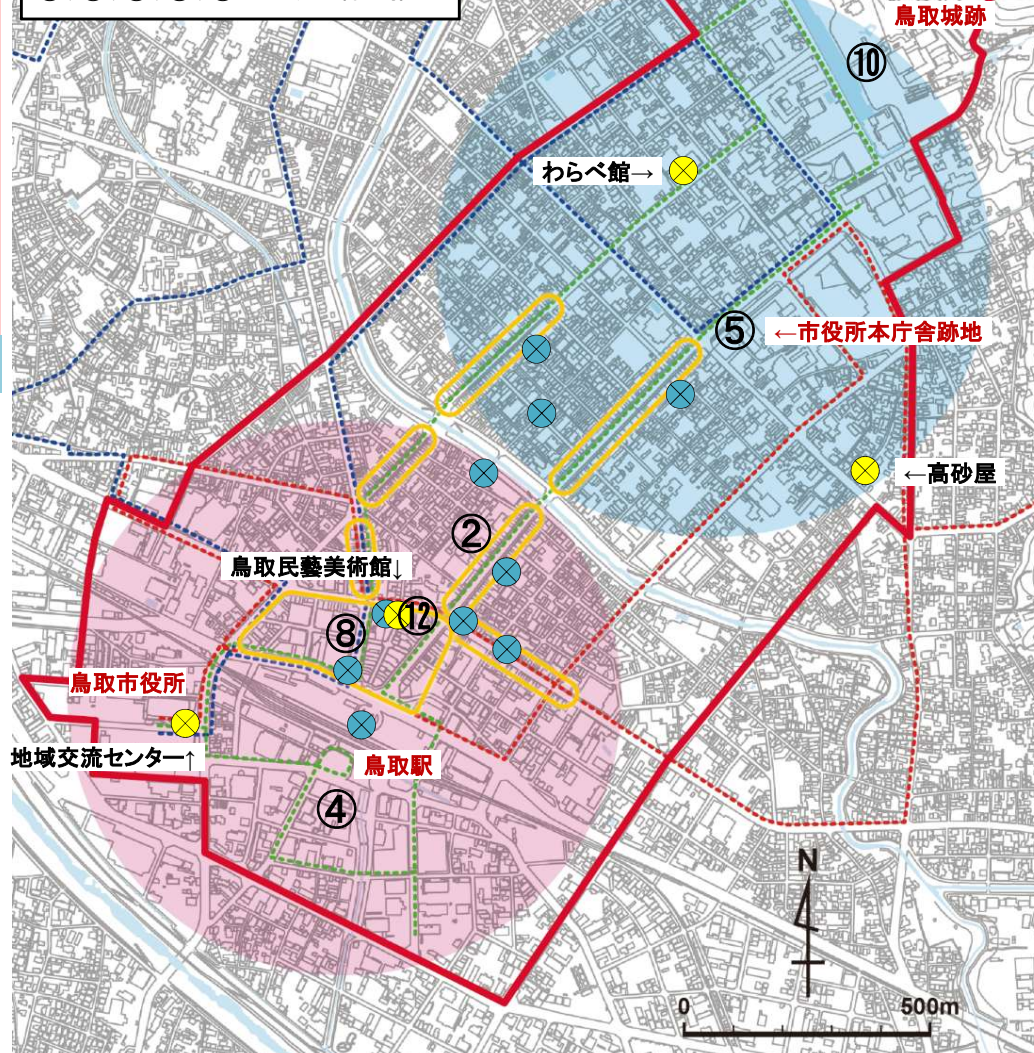 鳥取城跡
⑩
わらべ館→
⑤
←市役所本庁舎跡地
←高砂屋
②
鳥取民藝美術館↓
⑫
⑧
鳥取市役所
地域交流センター↑
鳥取駅
④
N
0
500m